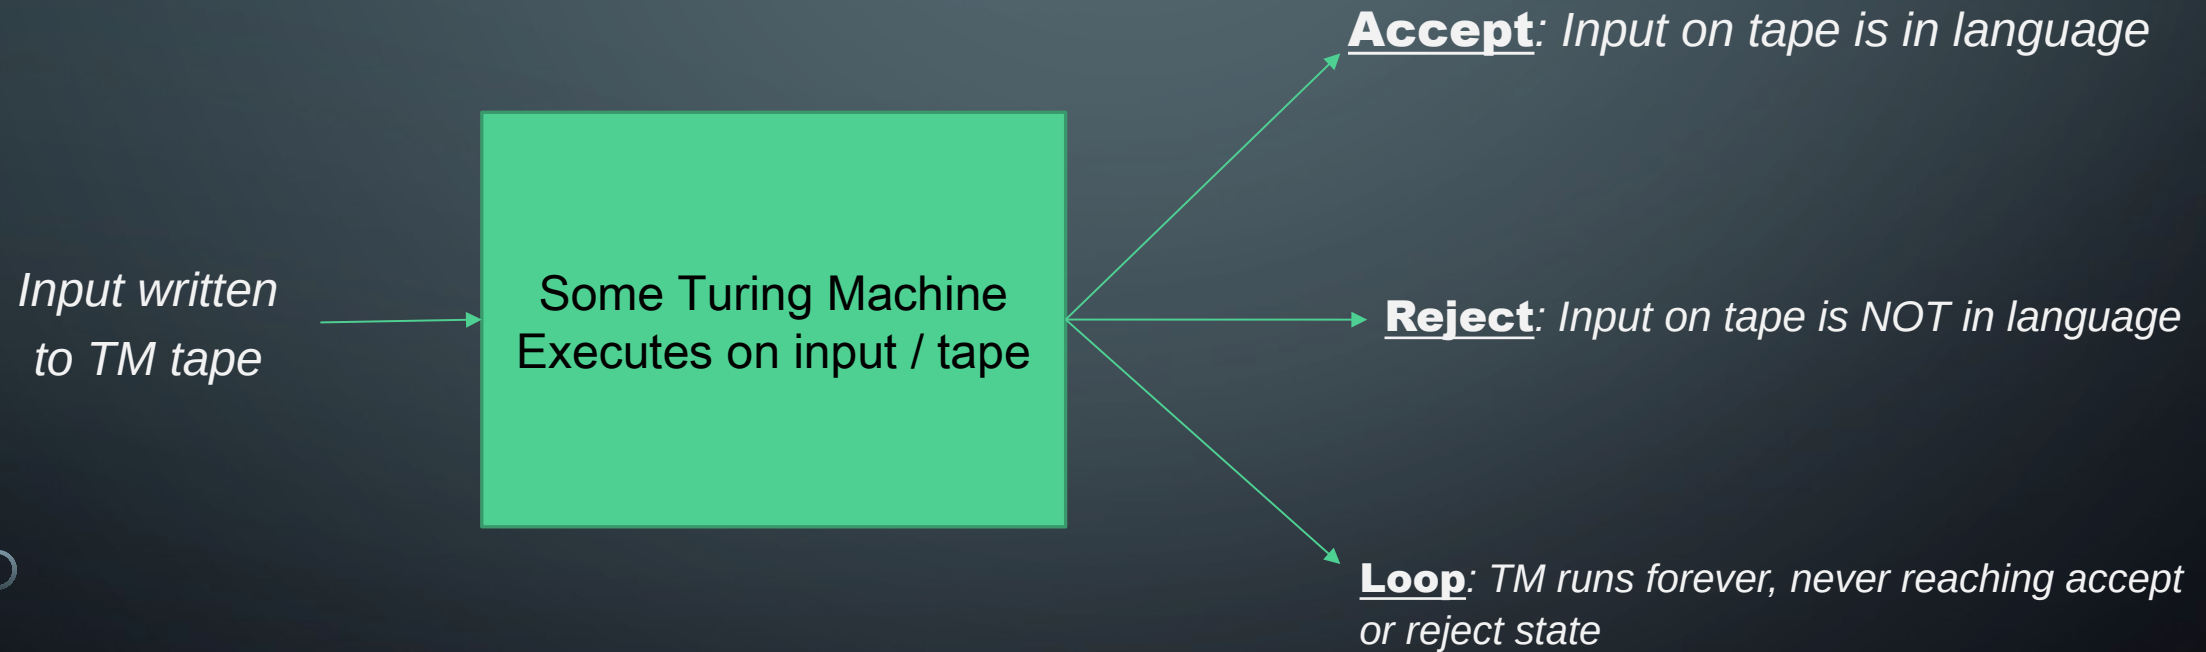 Accept: Input on tape is in language
Input written
to TM tape
Some Turing Machine
Executes on input / tape
Reject: Input on tape is NOT in language
Loop: TM runs forever, never reaching accept
or reject state